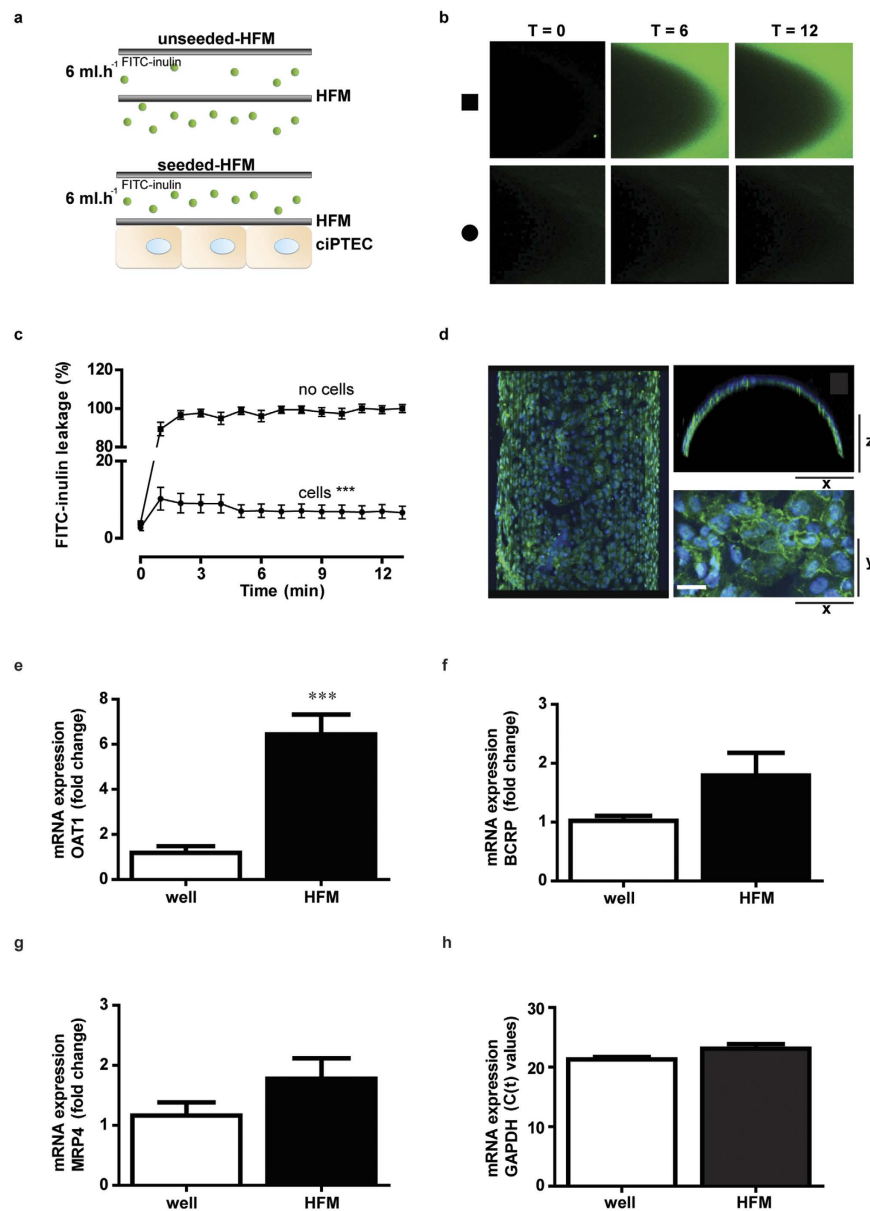 a
unseeded-HFM
6 ml.h-1 FITC-inulin
HFM
seeded-HFM
6 ml.h-1 FITC-inulin
HFM
ciPTEC
b
T = 0 T = 6 T = 12
c
FITC-inulin leakage (%)
120
100
80
20
0
no cells
cells ***
0 3 6 9 12
Time (min)
d
z
x
y
x
e
mRNA expression
OAT1 (fold change)
8
6
4
2
0
***
well HFM
f
mRNA expression
BCRP (fold change)
3
2
1
0
well HFM
g
mRNA expression
MRP4 (fold change)
3
2
1
0
well HFM
h
mRNA expression
GAPDH (C(t) values)
30
20
10
0
well HFM